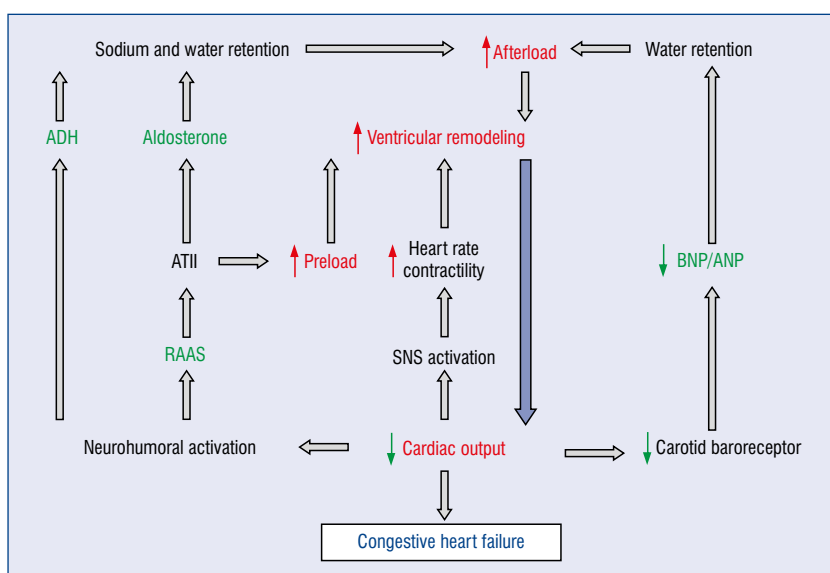 Sodium and water retention
Afterload
Water retention
ADH
Aldosterone
Ventricular remodeling
ATII
Preload
Heart rate
contractility
BNP/ANP
RAAS
SNS activation
Neurohumoral activation
Cardiac output
Carotid baroreceptor
Congestive heart failure